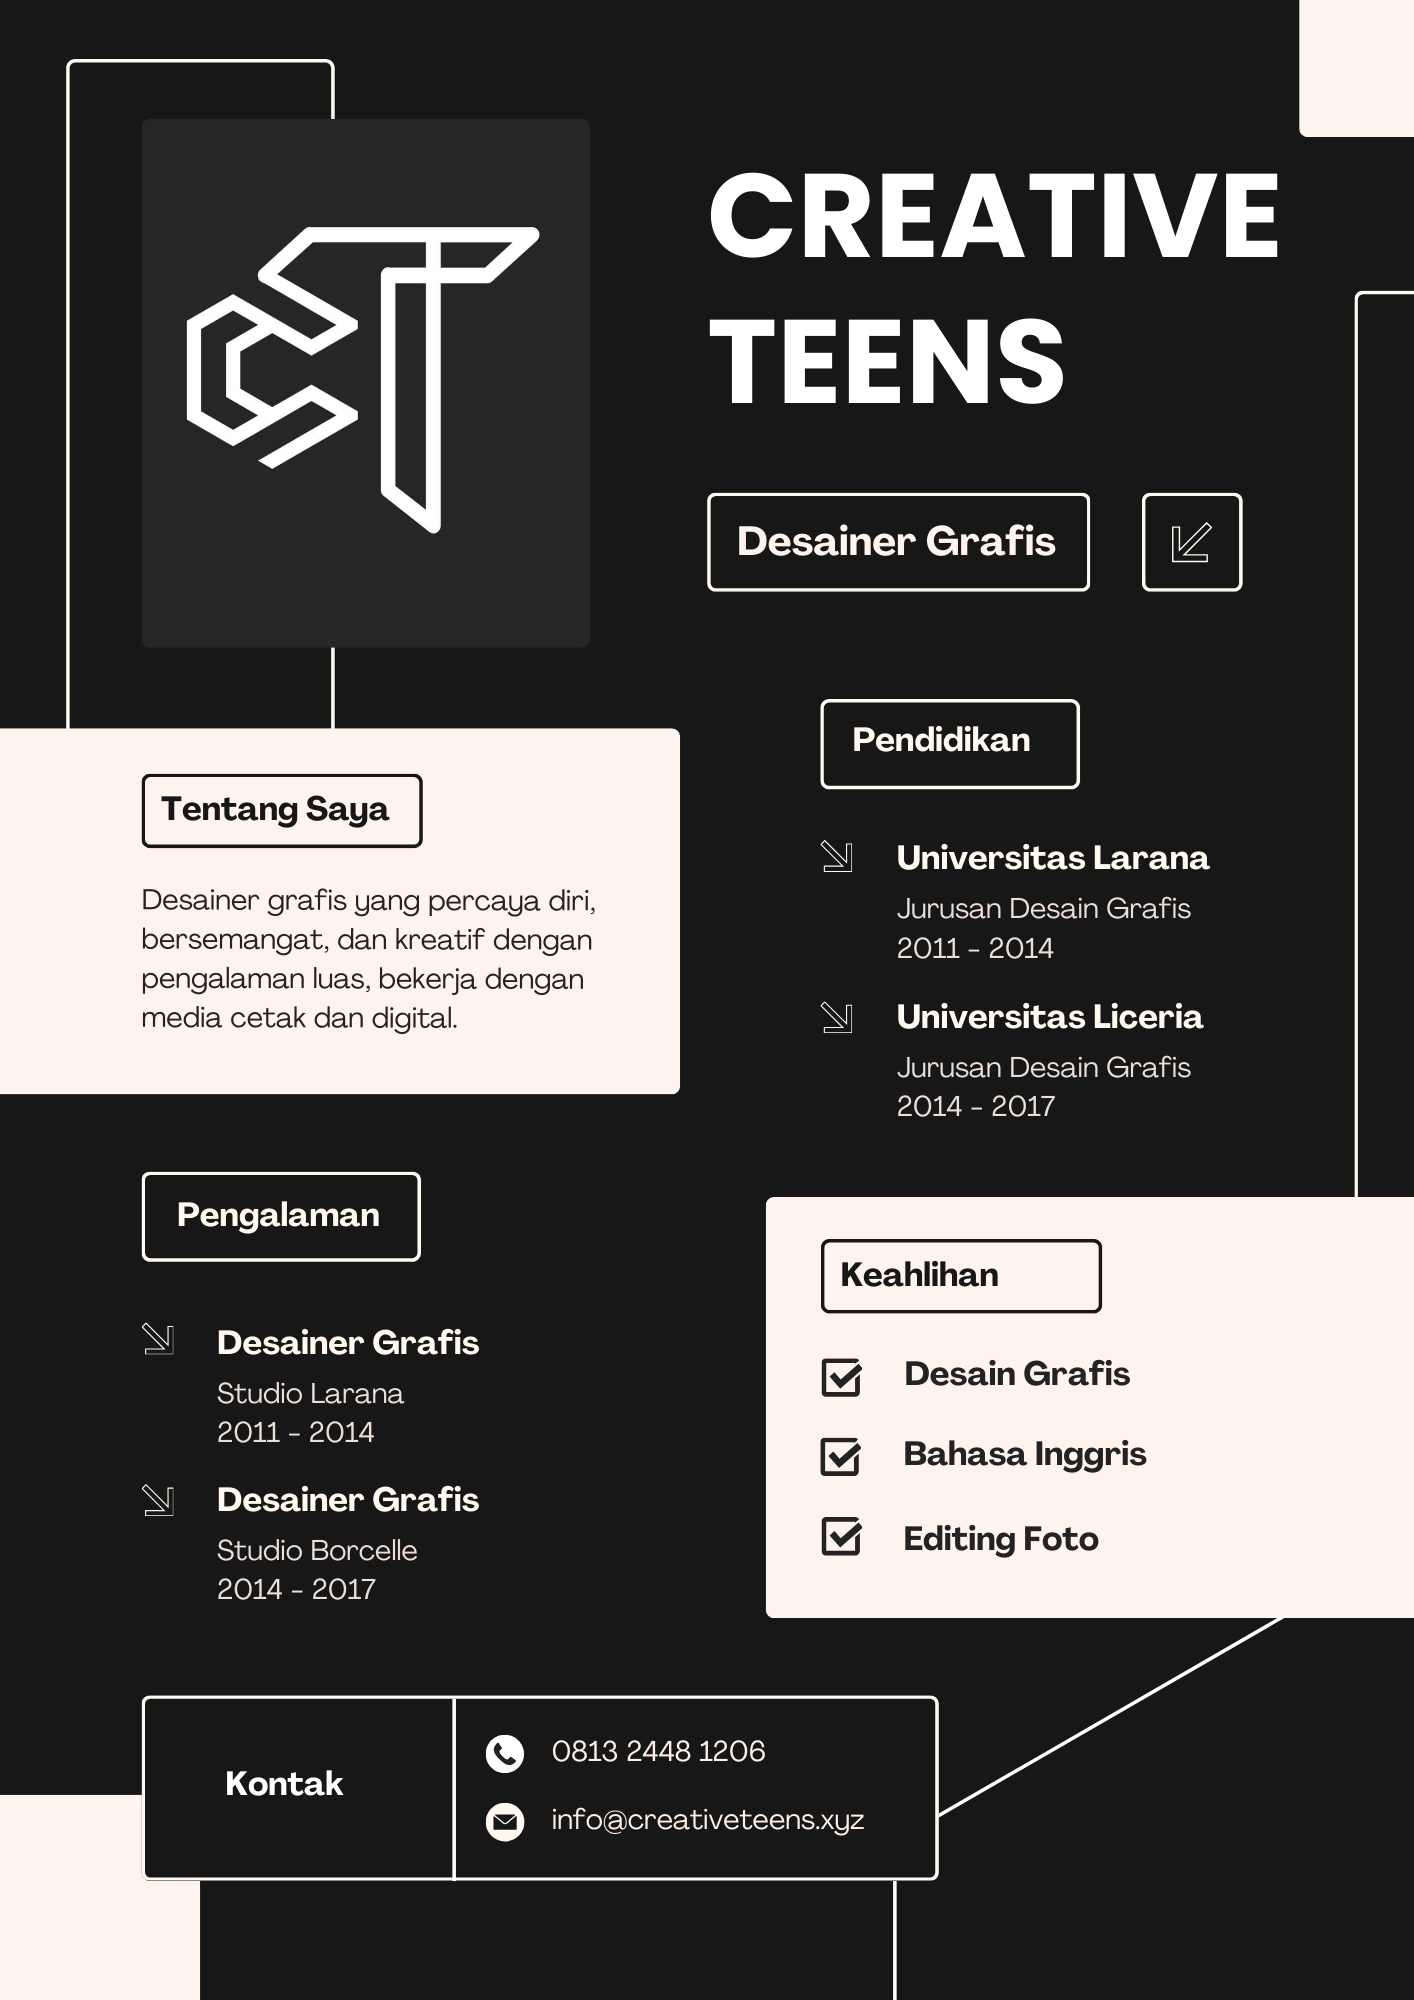 CREATIVE
TEENS
Desainer Grafis
Tentang Saya
Desainer grafis yang percaya diri,
bersemangat, dan kreatif dengan
pengalaman luas, bekerja dengan
media cetak dan digital.
Pendidikan
Universitas Larana
Jurusan Desain Grafis
2011 - 2014
Universitas Liceria
Jurusan Desain Grafis
2014 - 2017
Pengalaman
Desainer Grafis
Studio Larana
2011 - 2014
Desainer Grafis
Studio Borcelle
2014 - 2017
Keahlihan
Desain Grafis
Bahasa Inggris
Editing Foto
Kontak
0813 2448 1206
info@creativeteens.xyz